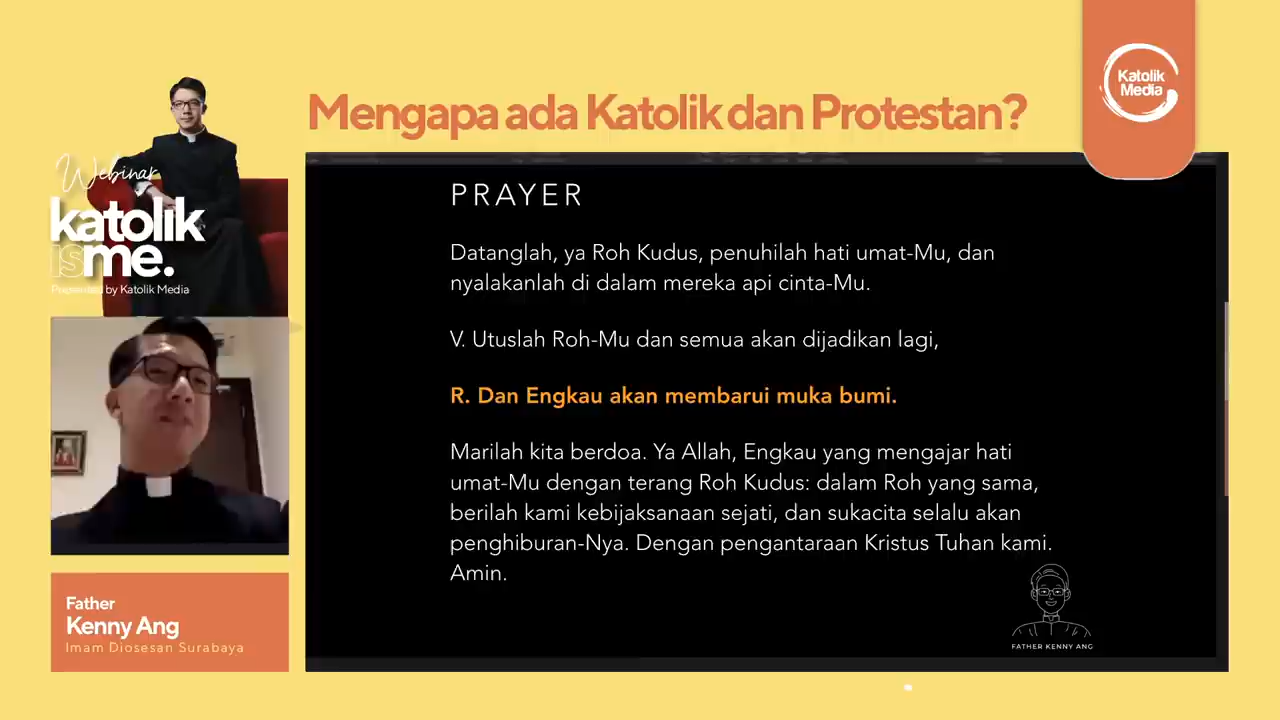 Mengapa ada Katolik dan Protestan?
Katolik
Media
Webinar
katolik
isme.
Presented by Katolik Media
PRAYER
Datanglah, ya Roh Kudus, penuhilah hati umat-Mu, dan
nyalakanlah di dalam mereka api cinta-Mu.
V. Utuslah Roh-Mu dan semua akan dijadikan lagi,
R. Dan Engkau akan membarui muka bumi.
Marilah kita berdoa. Ya Allah, Engkau yang mengajar hati
umat-Mu dengan terang Roh Kudus: dalam Roh yang sama,
berilah kami kebijaksanaan sejati, dan sukacita selalu akan
penghiburan-Nya. Dengan pengantaraan Kristus Tuhan kami.
Amin.
FATHER KENNY ANG
Father
Kenny Ang
Imam Diosesan Surabaya